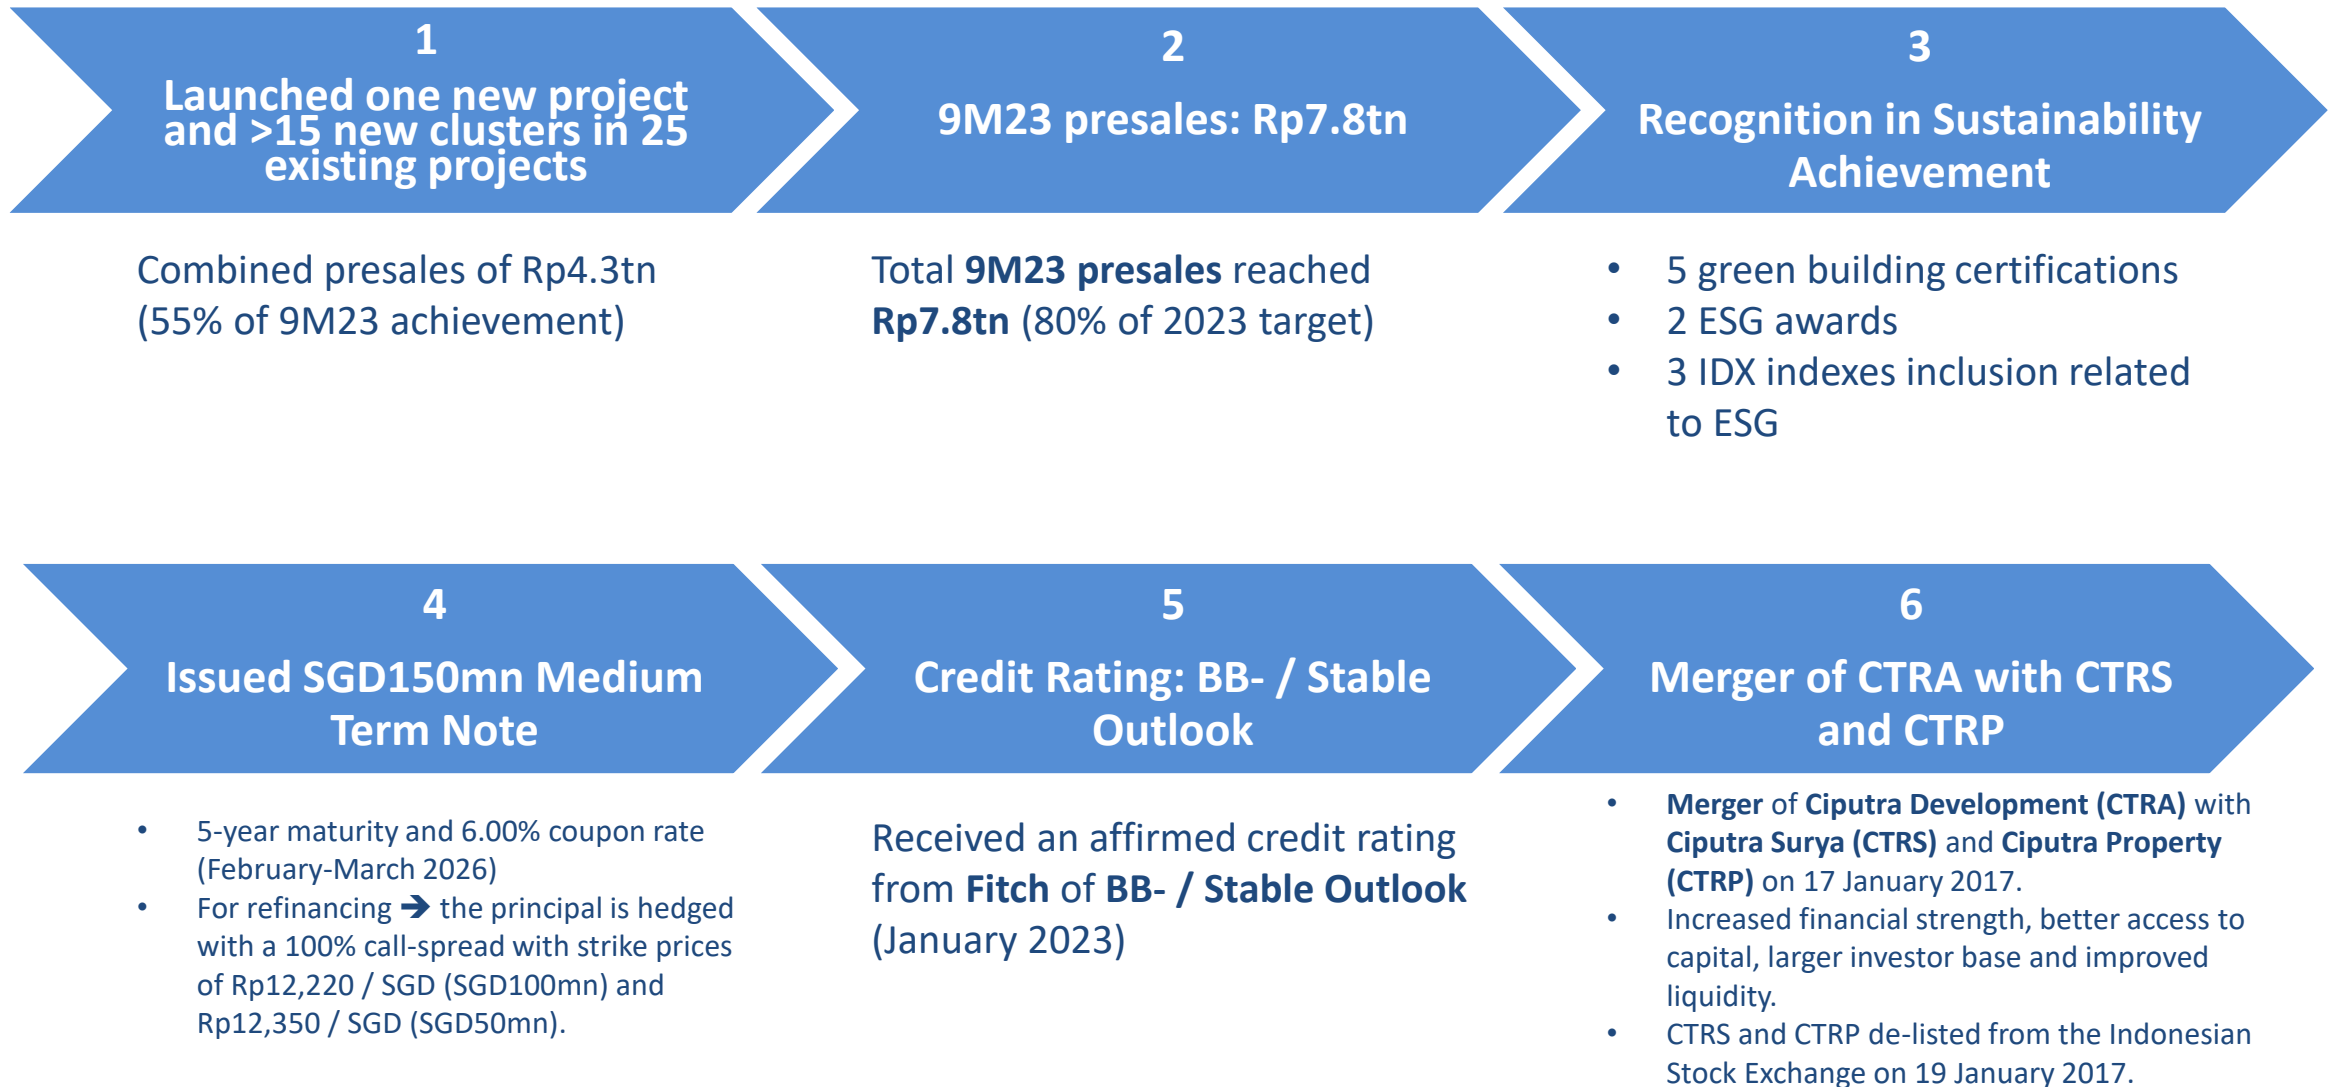 1
Launched one new project
and >15 new clusters in 25
existing projects
Combined presales of Rp4.3tn
(55% of 9M23 achievement)
2
9M23 presales: Rp7.8tn
Total 9M23 presales reached
Rp7.8tn (80% of 2023 target)
3
Recognition in Sustainability
Achievement
• 5 green building certifications
• 2 ESG awards
• 3 IDX indexes inclusion related
to ESG
4
Issued SGD150mn Medium
Term Note
• 5-year maturity and 6.00% coupon rate
(February-March 2026)
• For refinancing ➔ the principal is hedged
with a 100% call-spread with strike prices
of Rp12,220 / SGD (SGD100mn) and
Rp12,350 / SGD (SGD50mn).
5
Credit Rating: BB- / Stable
Outlook
Received an affirmed credit rating
from Fitch of BB- / Stable Outlook
(January 2023)
6
Merger of CTRA with CTRS
and CTRP
• Merger of Ciputra Development (CTRA) with
Ciputra Surya (CTRS) and Ciputra Property
(CTRP) on 17 January 2017.
• Increased financial strength, better access to
capital, larger investor base and improved
liquidity.
• CTRS and CTRP de-listed from the Indonesian
Stock Exchange on 19 January 2017.